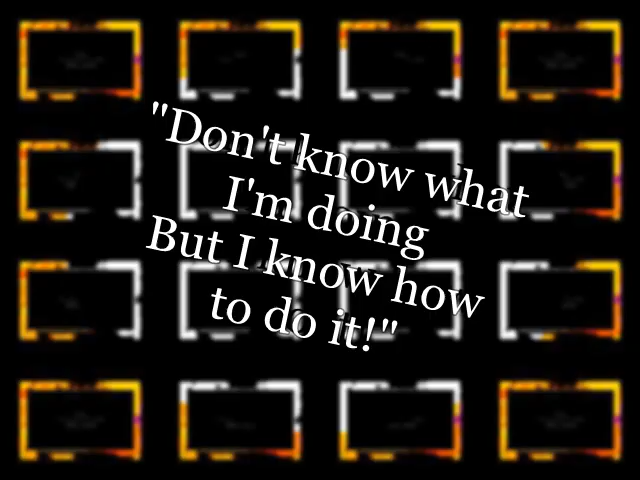 "Don't know what
I'm doing
But I know how
to do it!"